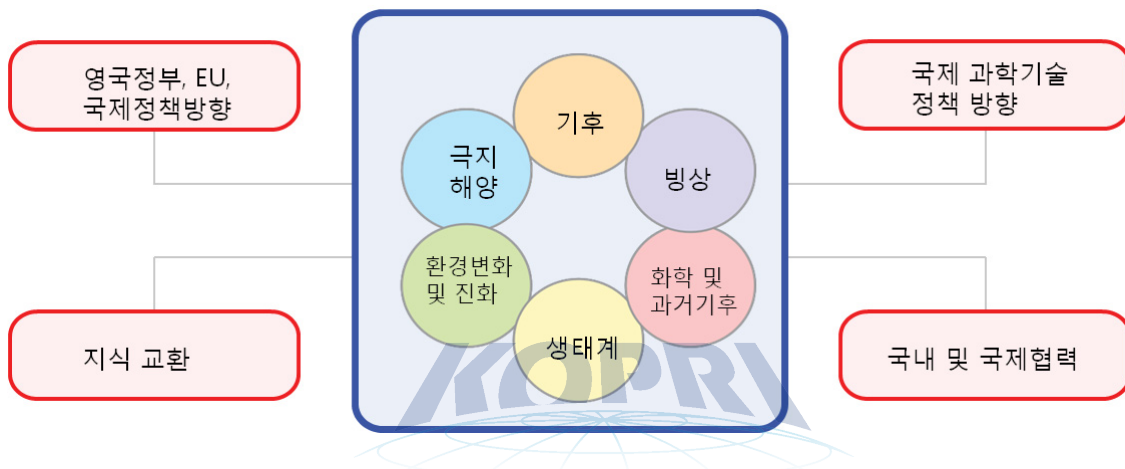 영국정부, EU,
국제정책방향
국제 과학기술
정책 방향
기후
극지
해양
빙상
환경변화
및 진화
화학 및
과거기후
생태계
지식 교환
국내 및 국제협력
KOPRI